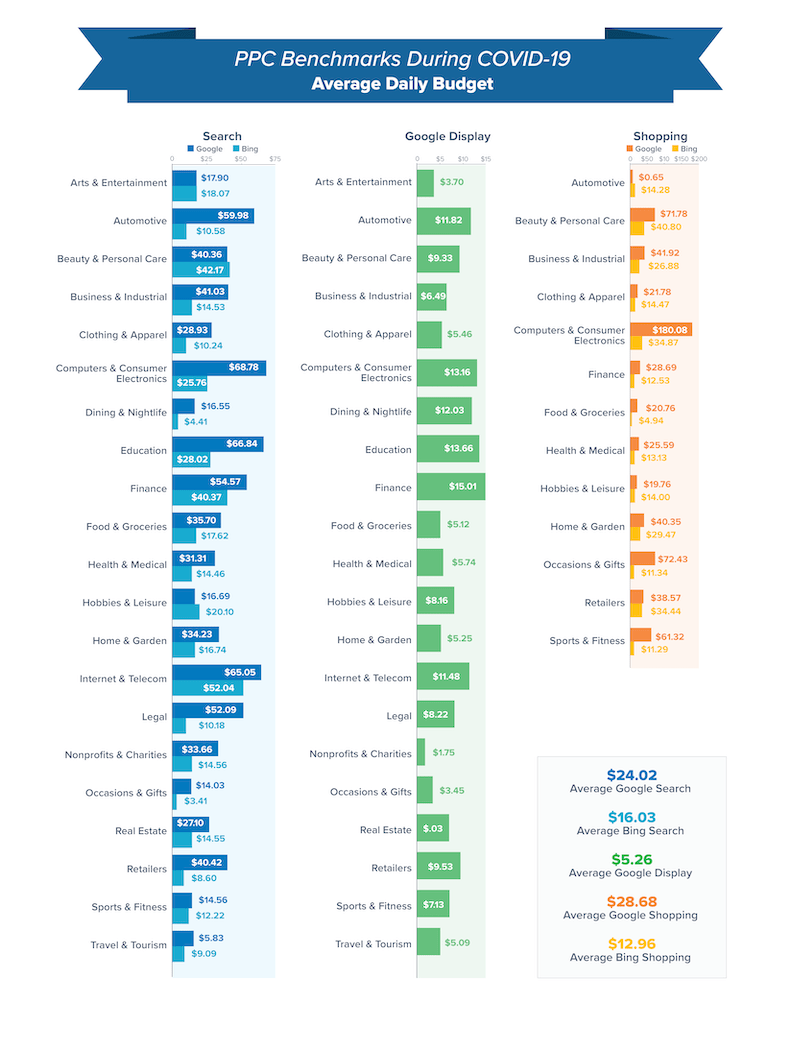 PPC Benchmarks During COVID-19
Average Daily Budget
Search
Google Bing
0 $25 $50 $75
Arts & Entertainment $17.90
$18.07
Automotive $59.98
$10.58
Beauty & Personal Care $40.36
$42.17
Business & Industrial $41.03
$14.53
Clothing & Apparel $28.93
$10.24
Computers & Consumer
Electronics $68.78
$25.76
Dining & Nightlife $16.55
$4.41
Education $66.84
$28.02
Finance $54.57
$40.37
Food & Groceries $35.70
$17.62
Health & Medical $31.31
$14.46
Hobbies & Leisure $16.69
$20.10
Home & Garden $34.23
$16.74
Internet & Telecom $65.05
$52.04
Legal $52.09
$10.18
Nonprofits & Charities $33.66
$14.56
Occasions & Gifts $14.03
$3.41
Real Estate $27.10
$14.55
Retailers $40.42
$8.60
Sports & Fitness $14.56
$12.22
Travel & Tourism $5.83
$9.09
Google Display
0 $5 $10 $15
Arts & Entertainment $3.70
Automotive $11.82
Beauty & Personal Care $9.33
Business & Industrial $6.49
Clothing & Apparel $5.46
Computers & Consumer
Electronics $13.16
Dining & Nightlife $12.03
Education $13.66
Finance $15.01
Food & Groceries $5.12
Health & Medical $5.74
Hobbies & Leisure $8.16
Home & Garden $5.25
Internet & Telecom $11.48
Legal $8.22
Nonprofits & Charities $1.75
Occasions & Gifts $3.45
Real Estate $.03
Retailers $9.53
Sports & Fitness $7.13
Travel & Tourism $5.09
Shopping
Google Bing
0 $50 $10 $150 $200
Automotive $0.65
$14.28
Beauty & Personal Care $71.78
$40.80
Business & Industrial $41.92
$26.88
Clothing & Apparel $21.78
$14.47
Computers & Consumer
Electronics $180.08
$34.87
Finance $28.69
$12.53
Food & Groceries $20.76
$4.94
Health & Medical $25.59
$13.13
Hobbies & Leisure $19.76
$14.00
Home & Garden $40.35
$29.47
Occasions & Gifts $72.43
$11.34
Retailers $38.57
$34.44
Sports & Fitness $61.32
$11.29
$24.02
Average Google Search
$16.03
Average Bing Search
$5.26
Average Google Display
$28.68
Average Google Shopping
$12.96
Average Bing Shopping